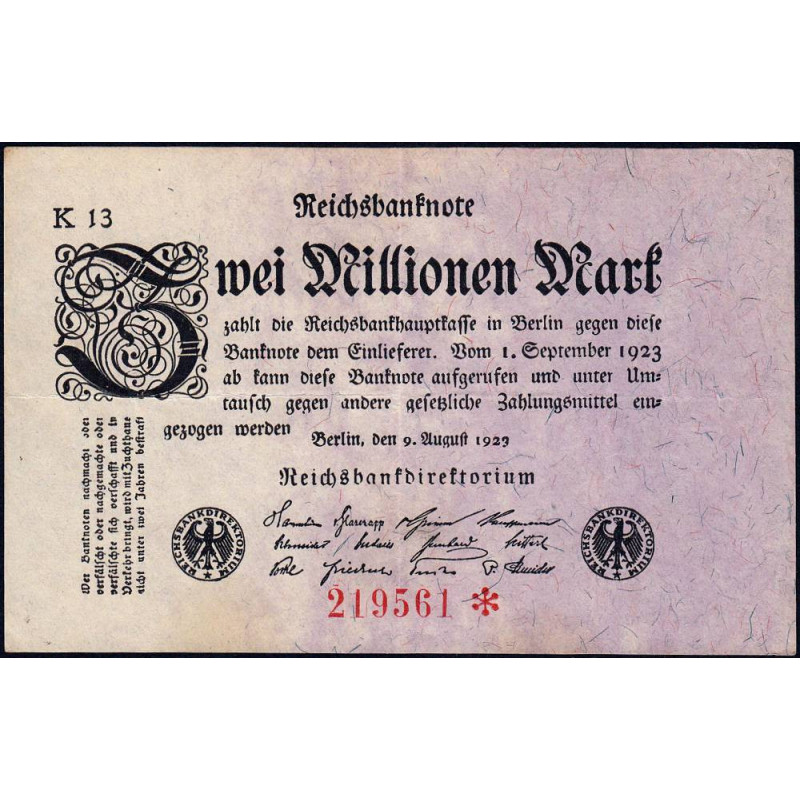 K 13
Reichsbanknote
Zwei Millionen Mark
zahlt die Reichsbankhauptkasse in Berlin gegen diese
Banknote dem Einlieferer. Vom 1. September 1923
ab kann diese Banknote aufgerufen und unter Um-
tausch gegen andere gesetzliche Zahlungsmittel ein-
gezogen werden
Berlin, den 9. August 1923
Reichsbankdirektorium
Wer Banknoten nachmacht oder
verfälscht oder nachgemachte oder
verfälschte sich verschafft und in
Verkehr bringt, wird mit Zuchthaus
nicht unter zwei Jahren bestraft
REICHSBANKDIREKTORIUM
REICHSBANKDIREKTORIUM
219561 *